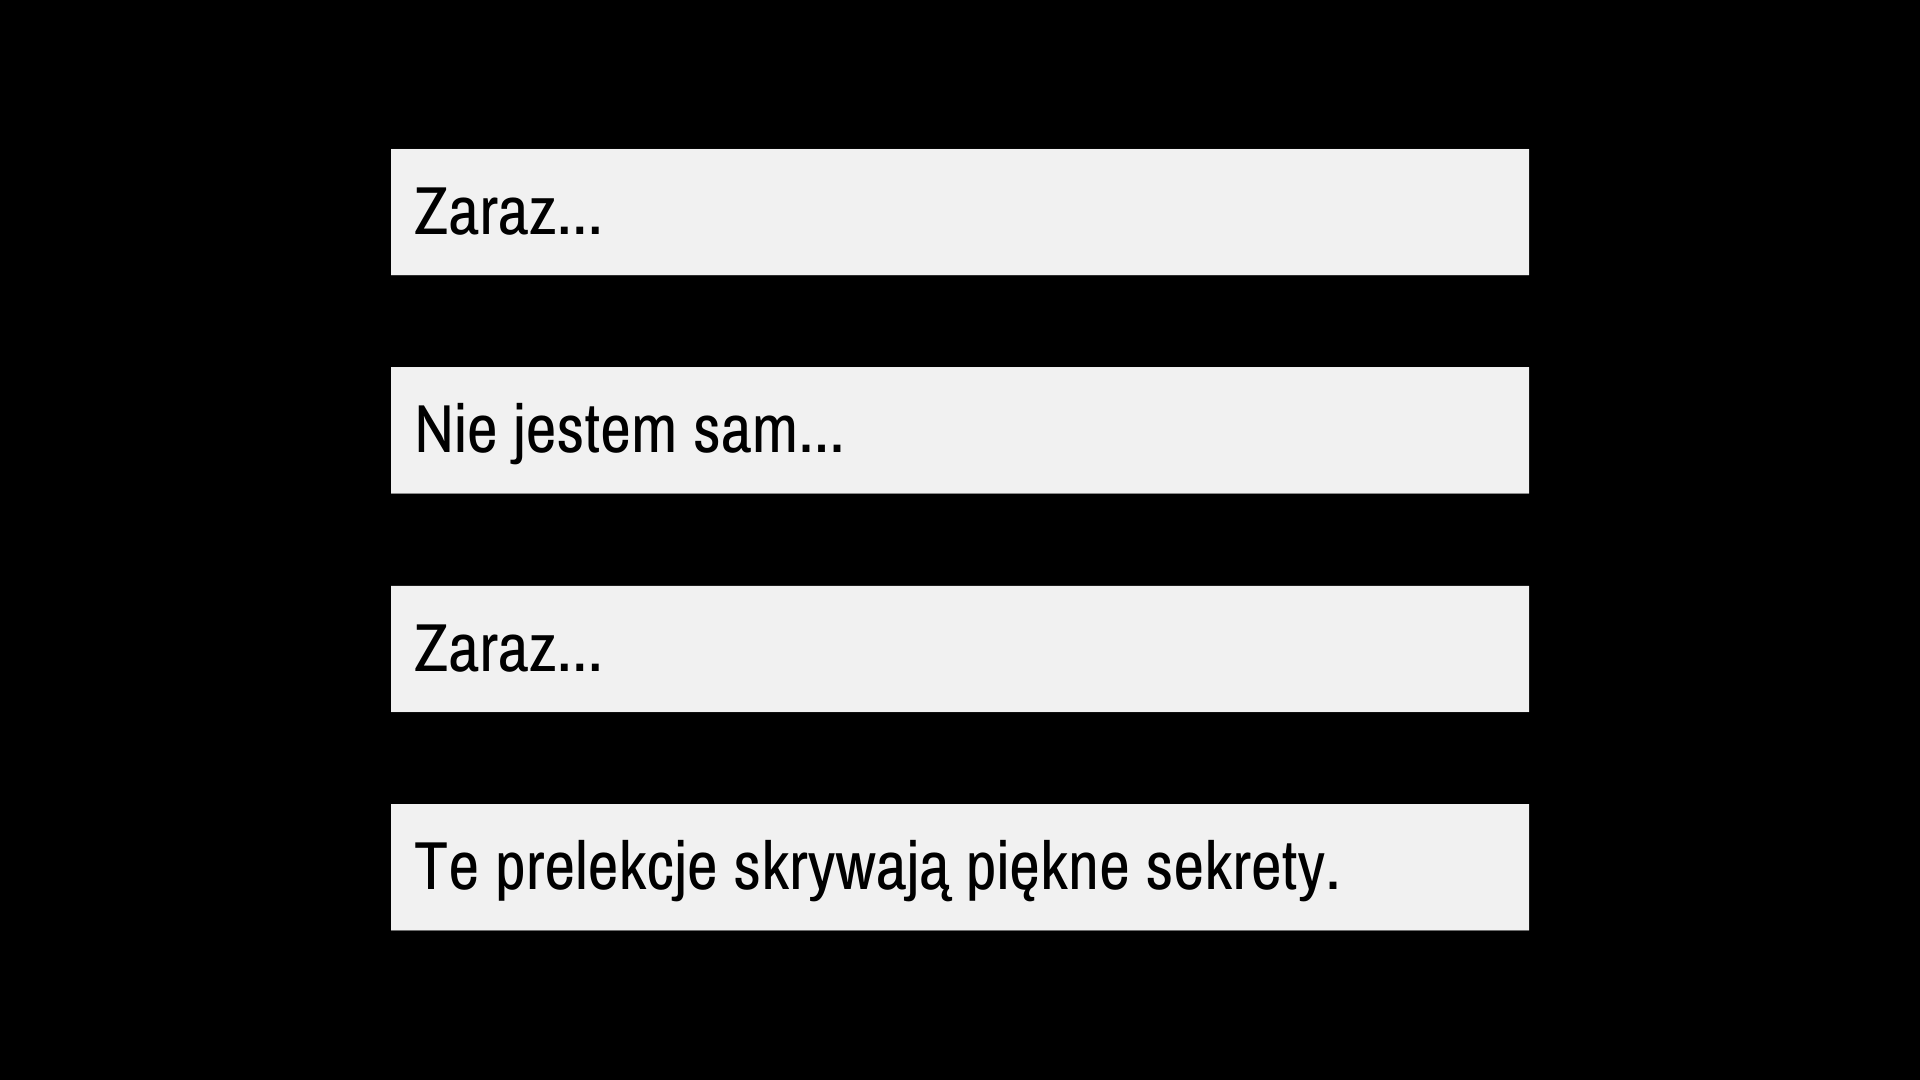 Zaraz...
Nie jestem sam...
Zaraz...
Te prelekcje skrywają piękne sekrety.